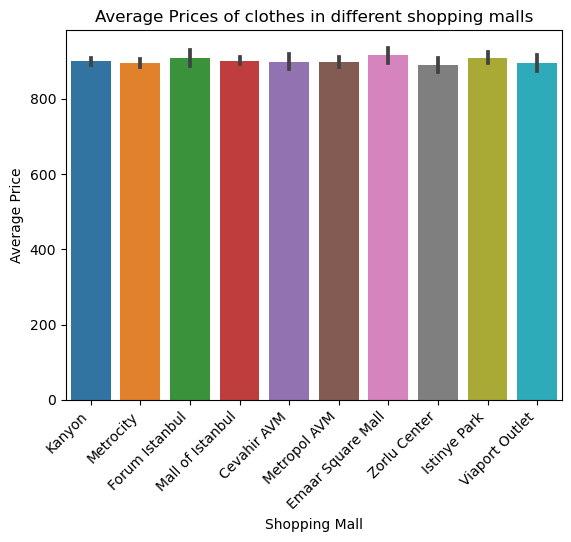 Average Prices of clothes in different shopping malls
Average Price
800
600
400
200
0
Kanyon
Metrocity
Forum Istanbul
Mall of Istanbul
Cevahir AVM
Metropol AVM
Emaar Square Mall
Zorlu Center
Istinye Park
Viaport Outlet
Shopping Mall